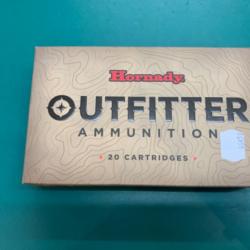 Hornady
OUTFITTER
AMMUNITION
20 CARTRIDGES